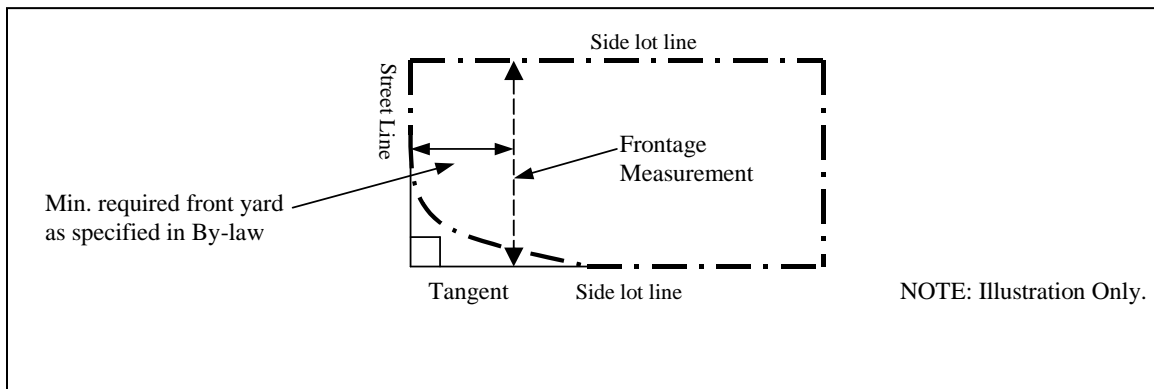 Side lot line
Street Line
Frontage
Measurement
Min. required front yard
as specified in By-law
Tangent
Side lot line
NOTE: Illustration Only.